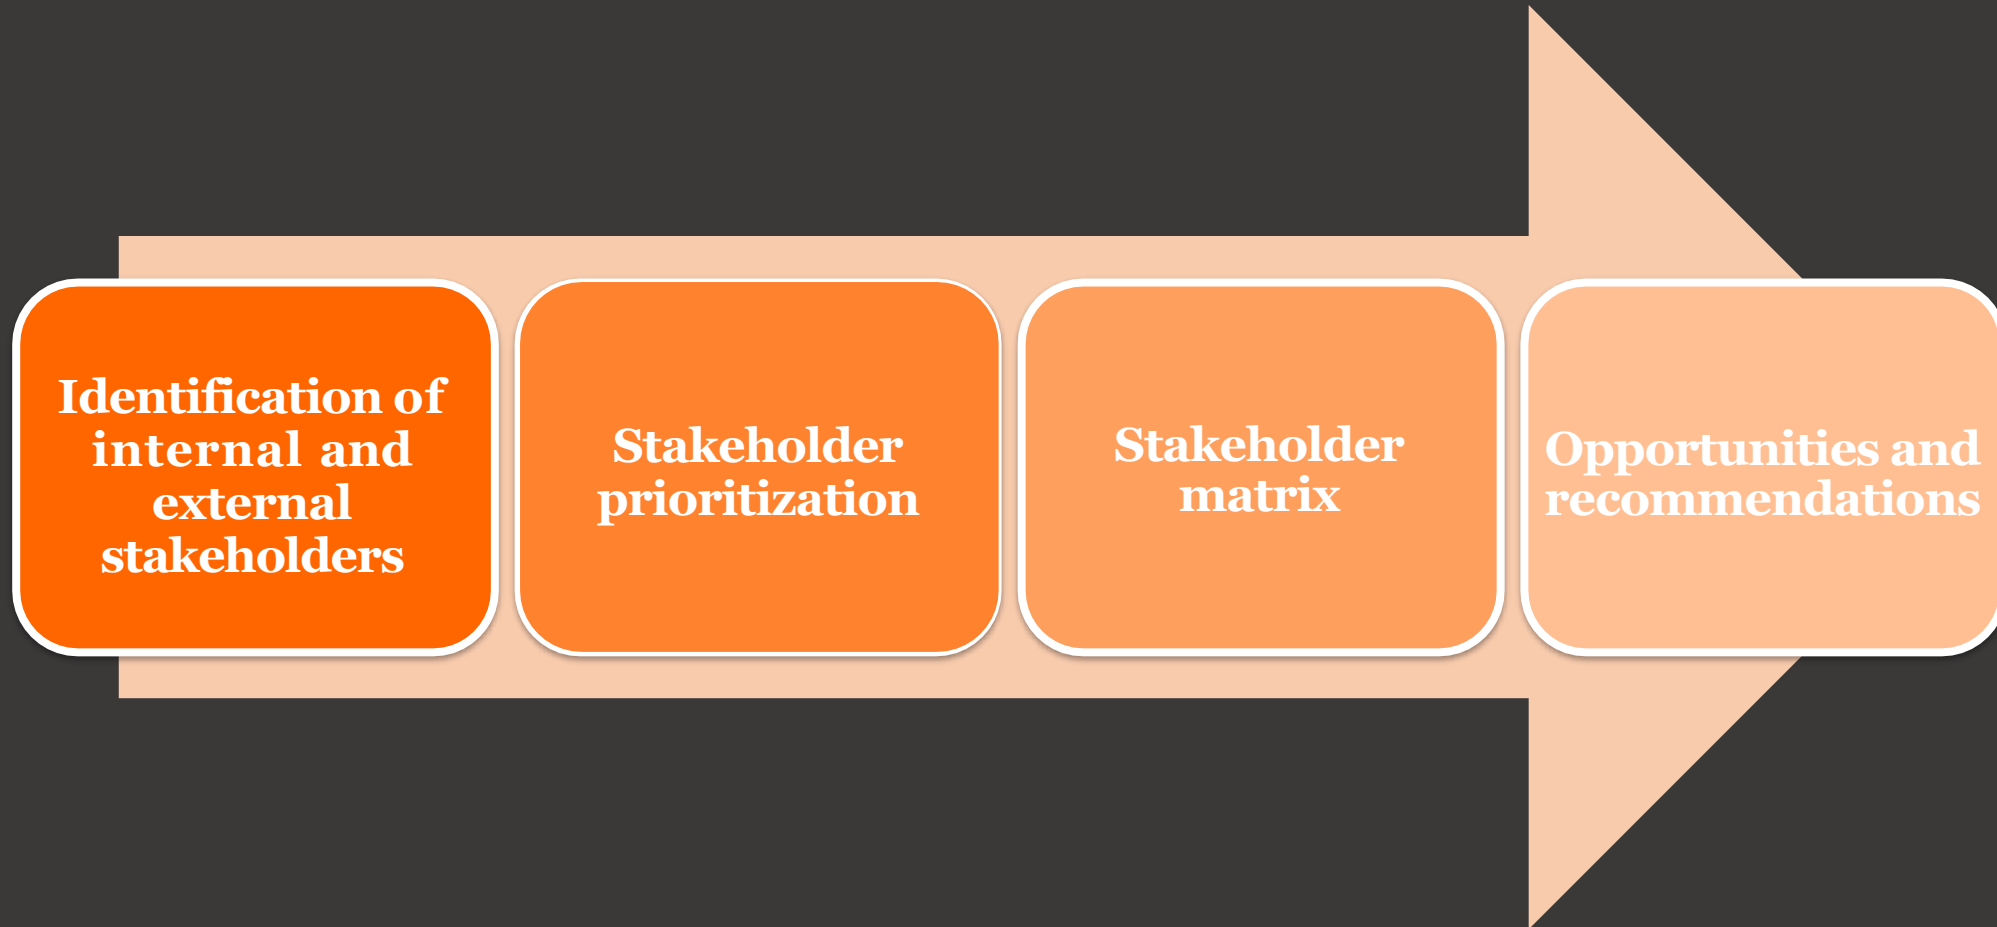 Identification of
internal and
external
stakeholders
Stakeholder
prioritization
Stakeholder
matrix
Opportunities and
recommendations